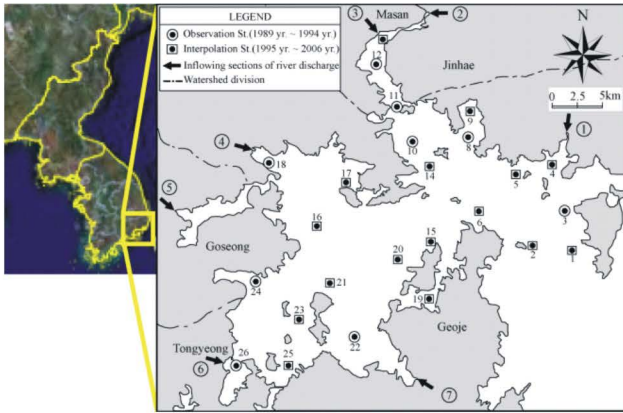 LEGEND
Observation St.(1989 yr. ~ 1994 yr.)
Interpolation St.(1995 yr. ~ 2006 yr.)
Inflowing sections of river discharge
Watershed division
③ Masan ②
N
Jinhae
0 2.5 5km
①
13
11
9
8
10
④
18
17
14
5
4
⑤
16
3
6
Goseong
15
2
1
20
24
21
19
23
Geoje
22
Tongyeong
26
25
⑥
⑦